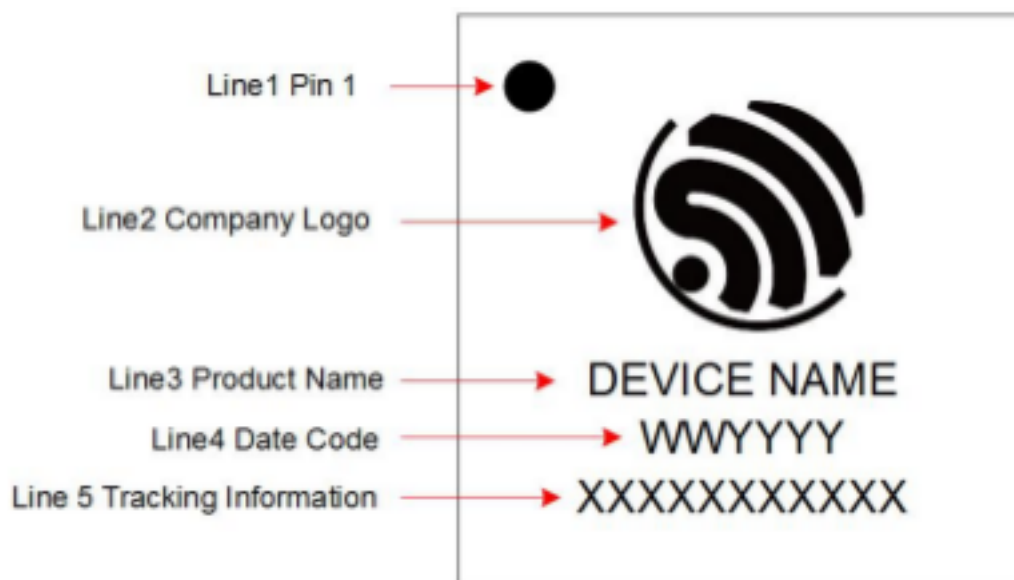 Line1 Pin 1
Line2 Company Logo
Line3 Product Name DEVICE NAME
Line4 Date Code WWYYYY
Line 5 Tracking Information XXXXXXXXXXX